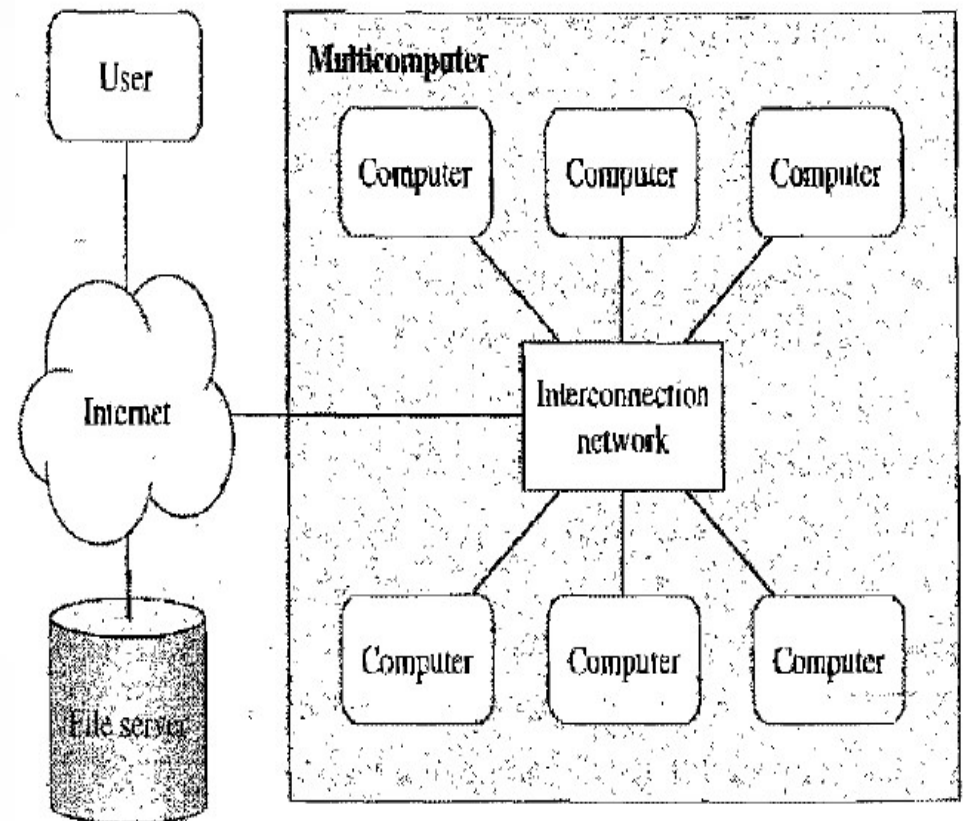 User
Multicomputer
Computer
Computer
Computer
Internet
Interconnection
network
Computer
Computer
Computer
File server